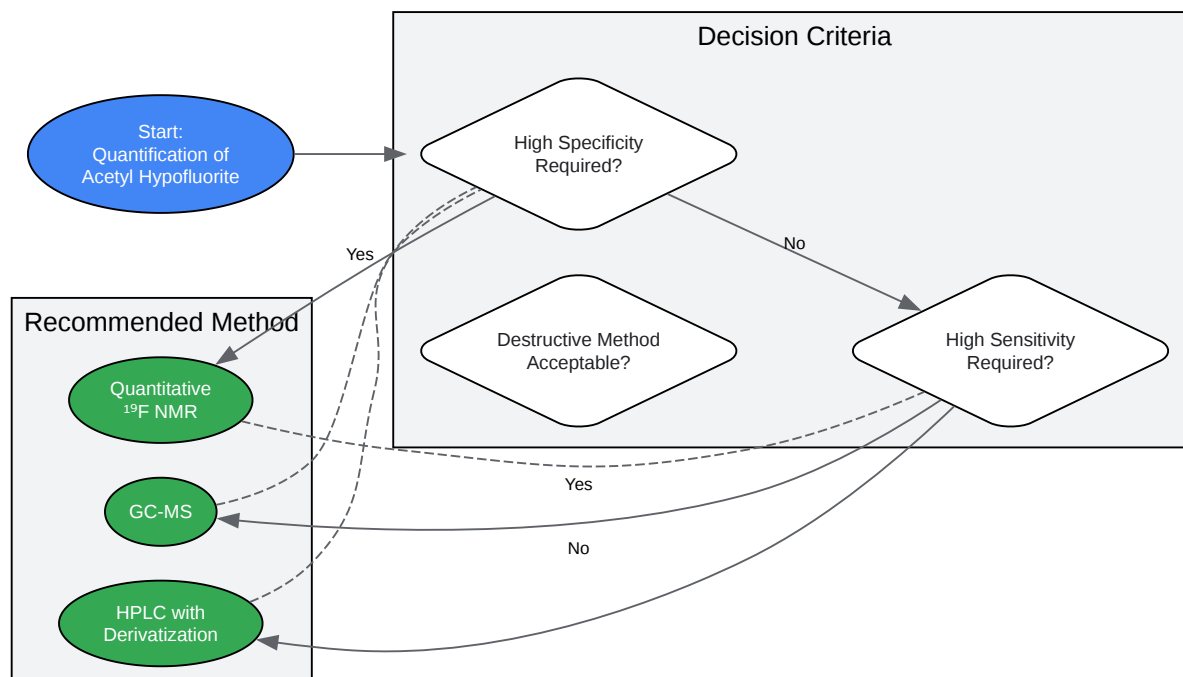 Decision Criteria
Start:
Quantification of
Acetyl Hypofluorite
High Specificity
Required?
No
Yes
Destructive Method
Acceptable?
High Sensitivity
Required?
Recommended Method
Quantitative
¹⁹F NMR
Yes
GC-MS
No
HPLC with
Derivatization